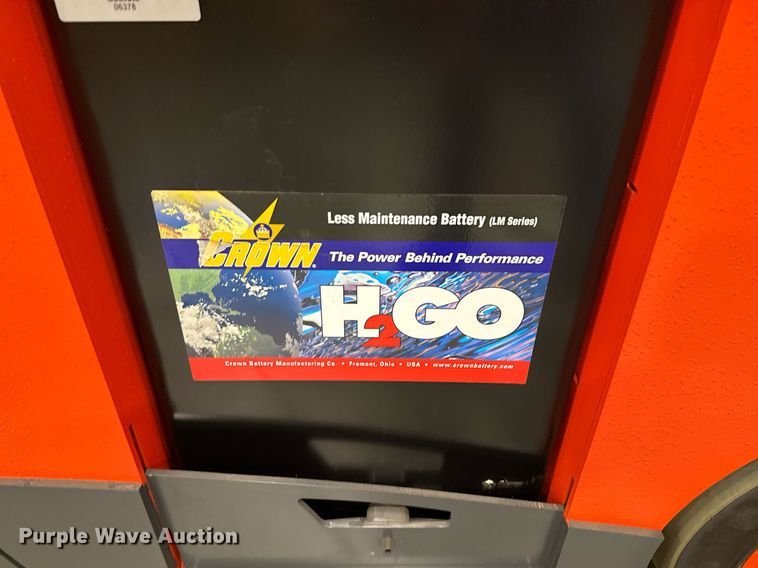 06376
Less Maintenance Battery (LM Series)
CROWN®
The Power Behind Performance
H2GO
Crown Battery Manufacturing Co. • Fremont, Ohio • USA • www.crownbattery.com
Purple Wave Auction